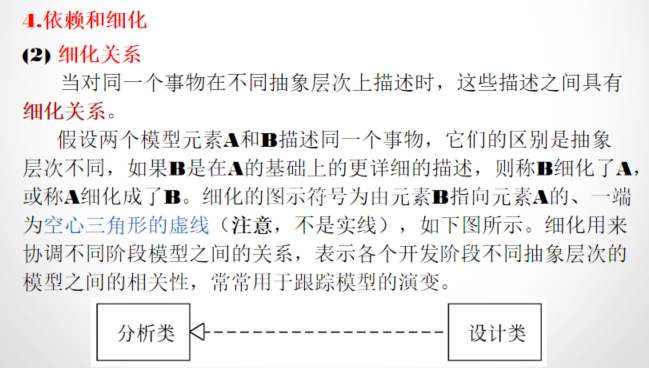 4.依赖和细化
(2) 细化关系
当对同一个事物在不同抽象层次上描述时，这些描述之间具有
细化关系。
假设两个模型元素A和B描述同一个事物，它们的区别是抽象
层次不同，如果B是在A的基础上的更详细的描述，则称B细化了A，
或称A细化成了B。细化的图示符号为由元素B指向元素A的、一端
为空心三角形的虚线（注意，不是实线），如下图所示。细化用来
协调不同阶段模型之间的关系，表示各个开发阶段不同抽象层次的
模型之间的相关性，常常用于跟踪模型的演变。
分析类
设计类